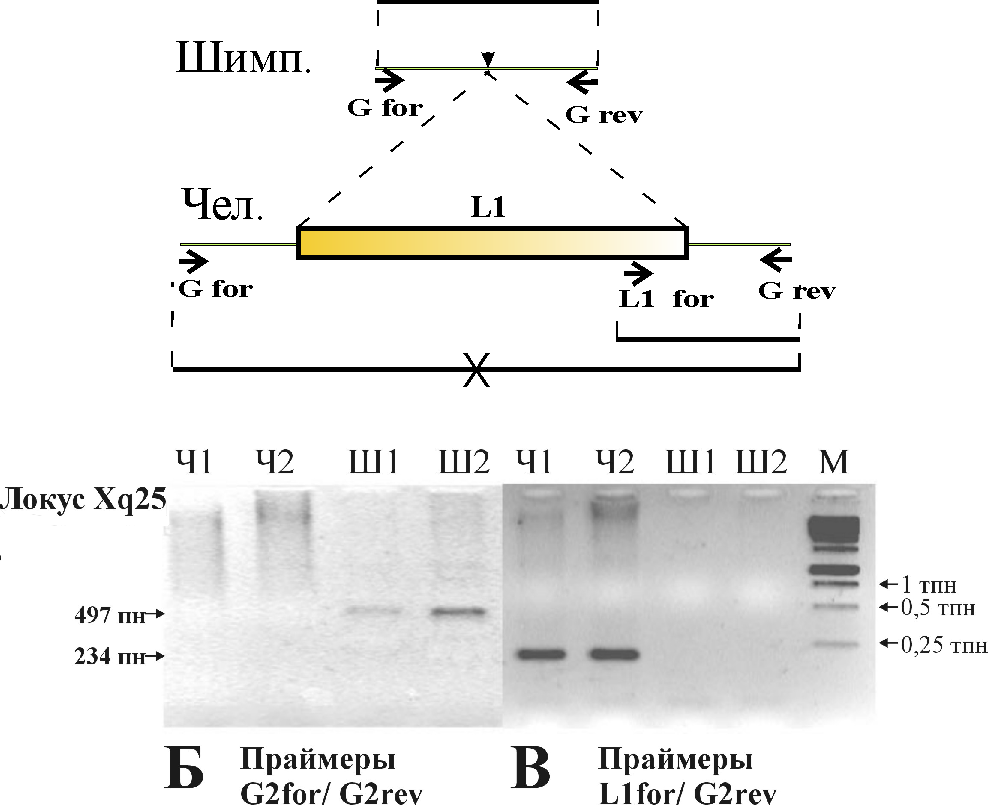 Шимп.
G for
G rev
Чел.
L1
G for
L1 for
G rev
X
Ч1 Ч2 Ш1 Ш2 Ч1 Ч2 Ш1 Ш2 М
Локус Xq25
1 тпн
497 пн
0,5 тпн
234 пн
0,25 тпн
Б Праймеры
G2for/ G2rev
В Праймеры
L1for/ G2rev